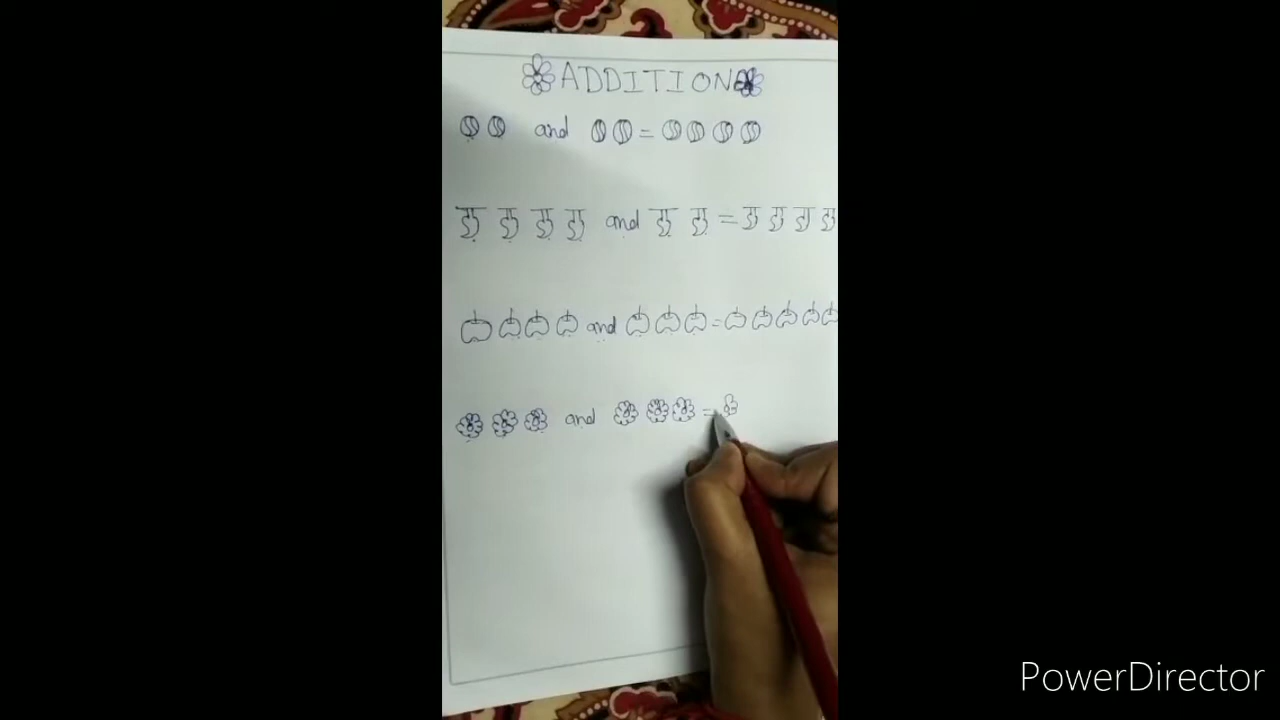 ADDITION
and =
and =
and =
and =
PowerDirector